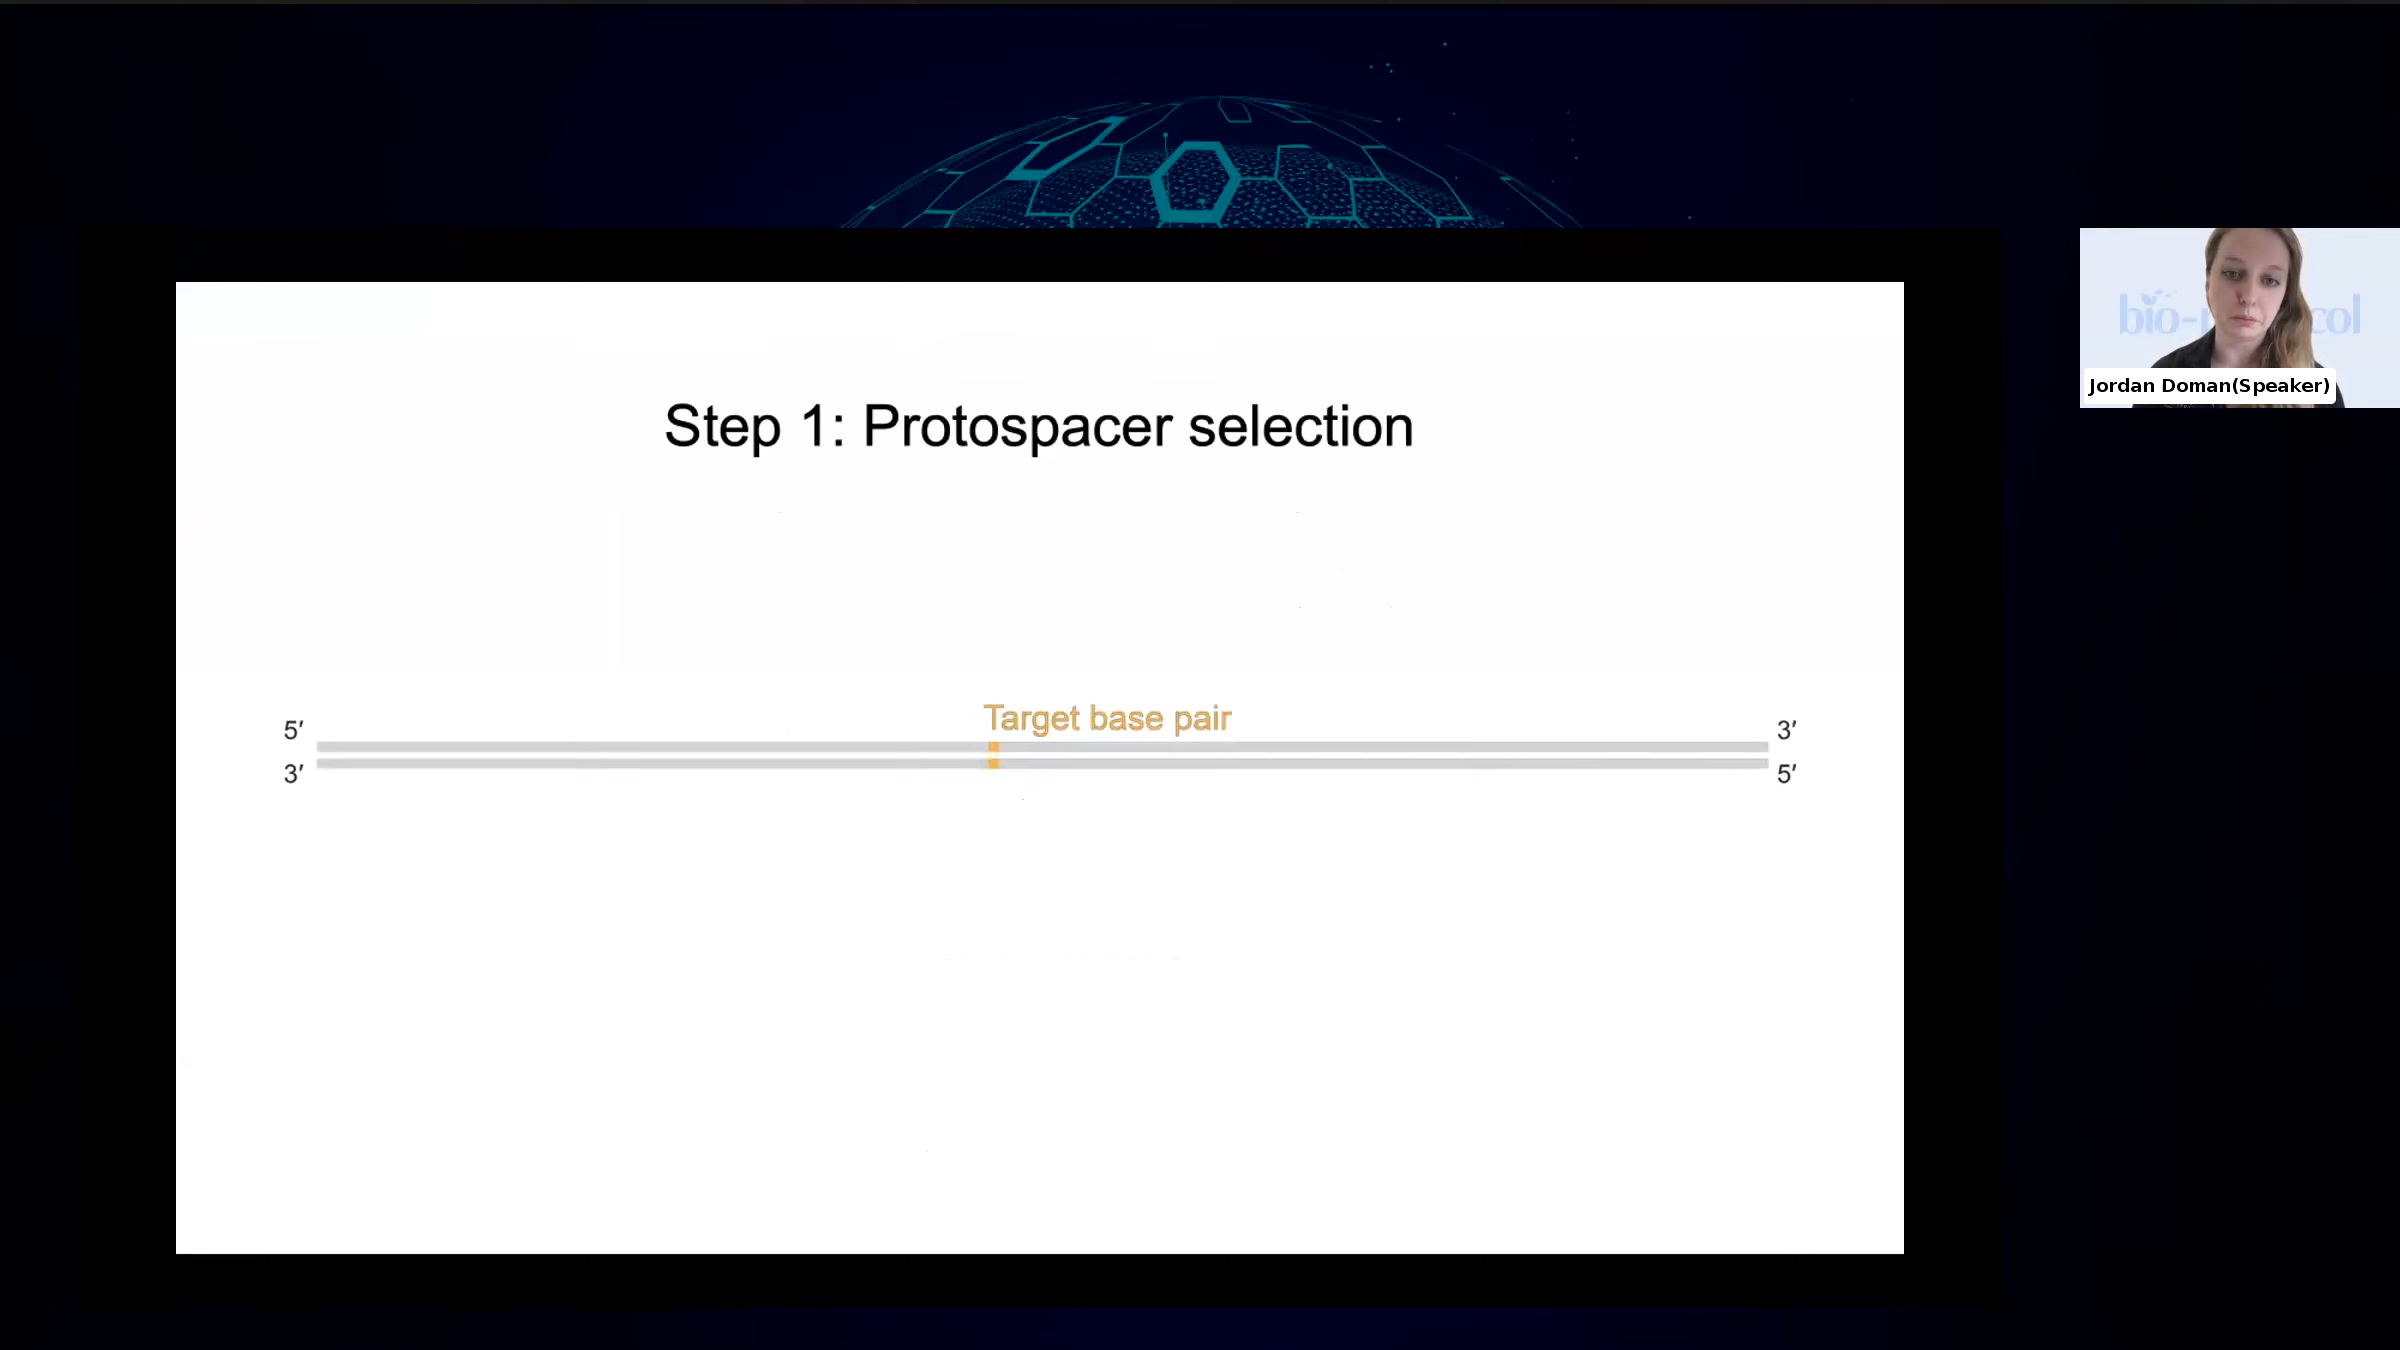 Step 1: Protospacer selection
Target base pair
5′
3′
3′
5′
Jordan Doman(Speaker)